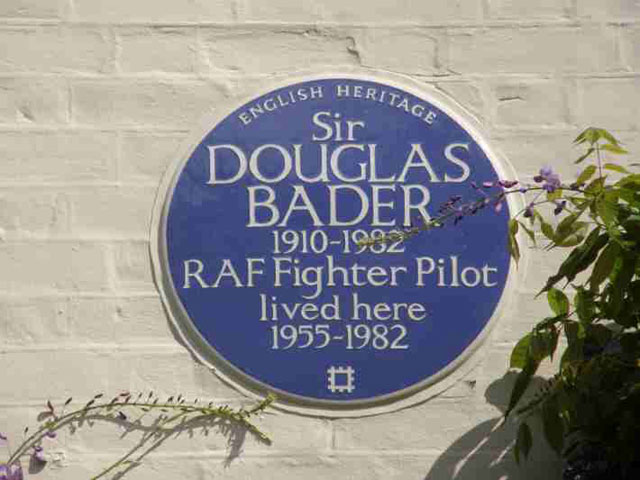 ENGLISH HERITAGE
Sir
DOUGLAS
BADER
1910-1982
RAF Fighter Pilot
lived here
1955-1982